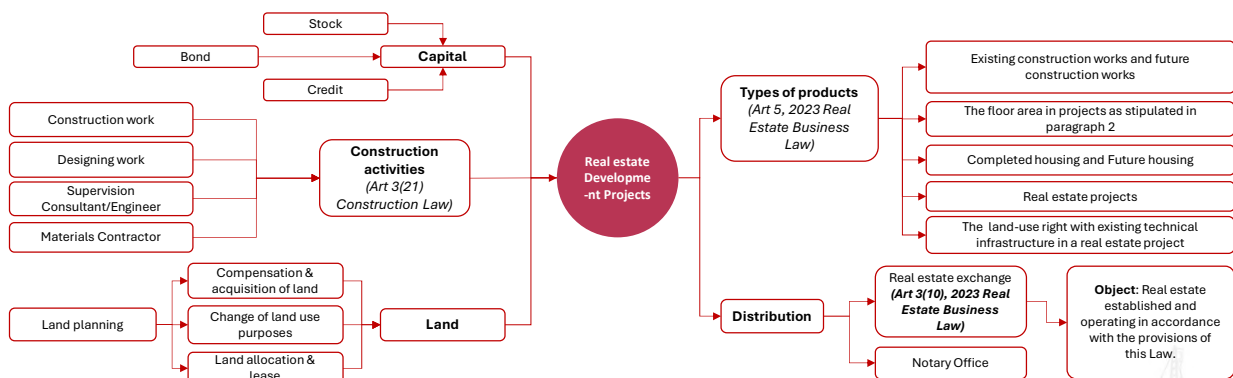 Stock
Bond
Capital
Credit
Construction work
Designing work
Supervision
Consultant/Engineer
Materials Contractor
Construction
activities
(Art 3(21)
Construction Law)
Land planning
Compensation &
acquisition of land
Change of land use
purposes
Land allocation &
lease
Land
Real estate
Developme
-nt Projects
Types of products
(Art 5, 2023 Real
Estate Business
Law)
Existing construction works and future
construction works
The floor area in projects as stipulated in
paragraph 2
Completed housing and Future housing
Real estate projects
The land-use right with existing technical
infrastructure in a real estate project
Distribution
Real estate exchange
(Art 3(10), 2023 Real
Estate Business
Law)
Notary Office
Object: Real estate
established and
operating in accordance
with the provisions of
this Law.